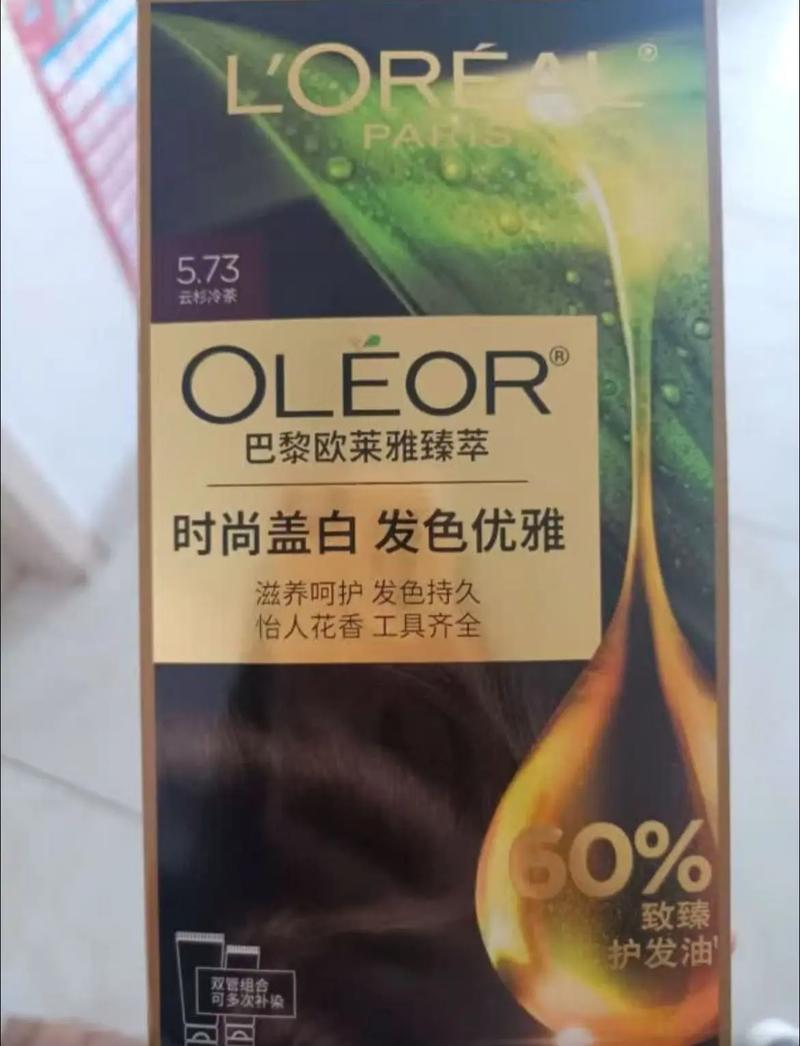 L'ORÉAL®
PARIS
5.73
云杉冷茶
OLÉOR®
巴黎欧莱雅臻萃
时尚盖白 发色优雅
滋养呵护 发色持久
怡人花香 工具齐全
60%
致臻
护发油¹
双管组合
可多次补染